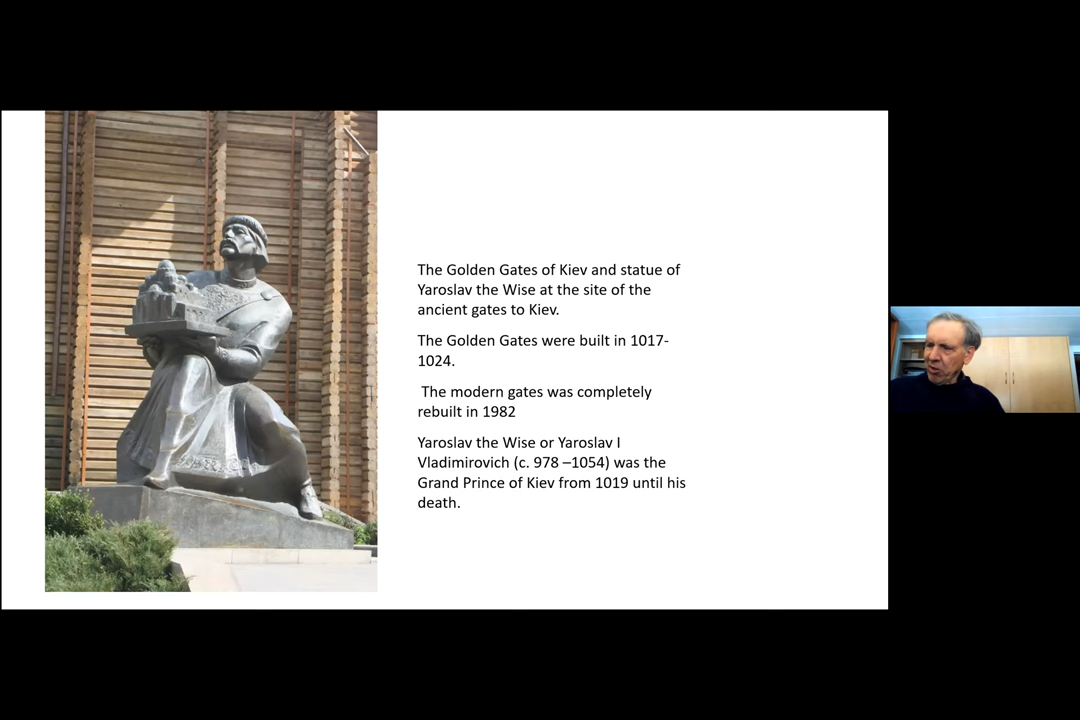 The Golden Gates of Kiev and statue of
Yaroslav the Wise at the site of the
ancient gates to Kiev.
The Golden Gates were built in 1017-
1024.
The modern gates was completely
rebuilt in 1982
Yaroslav the Wise or Yaroslav I
Vladimirovich (c. 978 –1054) was the
Grand Prince of Kiev from 1019 until his
death.